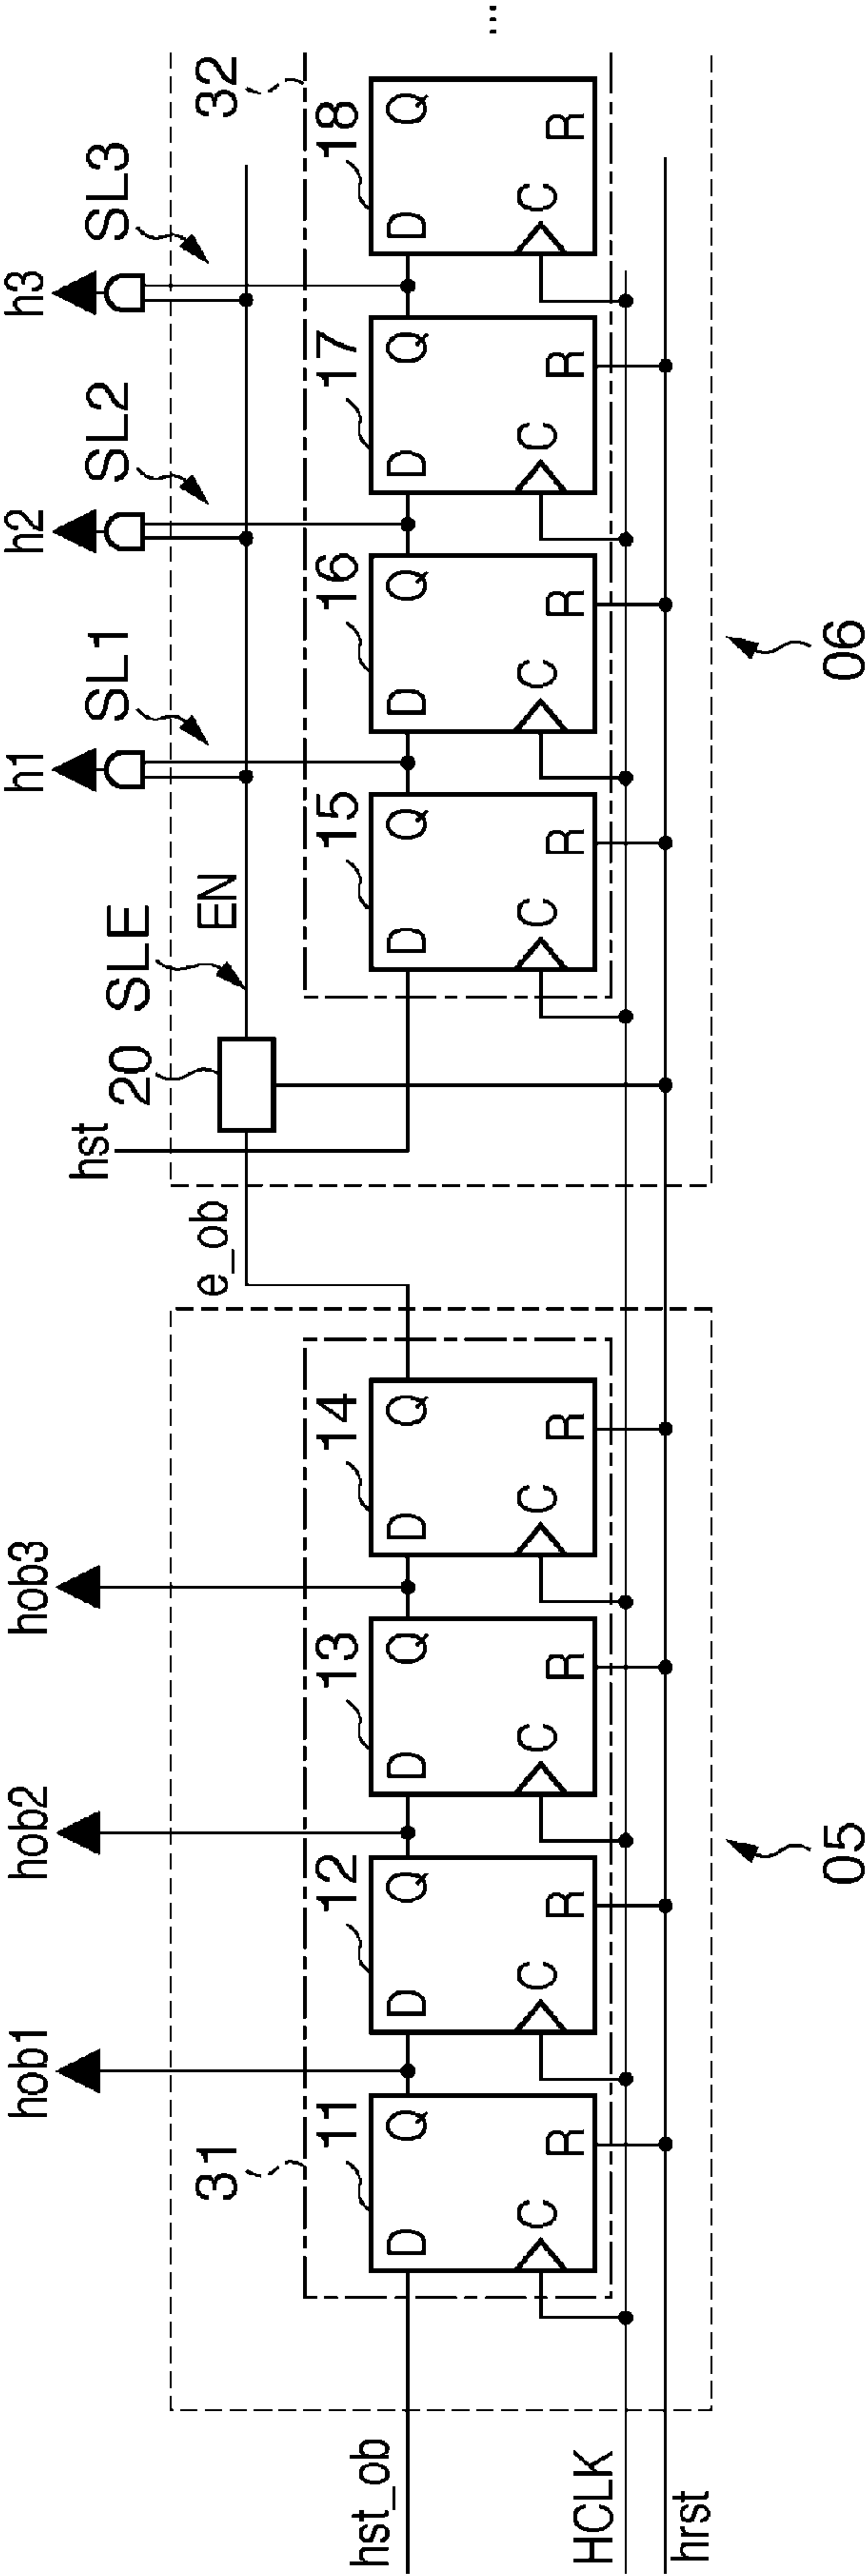 hob1 hob2 hob3 hst h1 h2 h3
SL1 SL2 SL3
20 SLE
e_ob EN
31 32
11 12 13 14 15 16 17 18
...
hst_ob
D Q D Q D Q D Q D Q D Q D Q D Q
C C C C C C C C
R R R R R R R R
HCLK
hrst
05 06